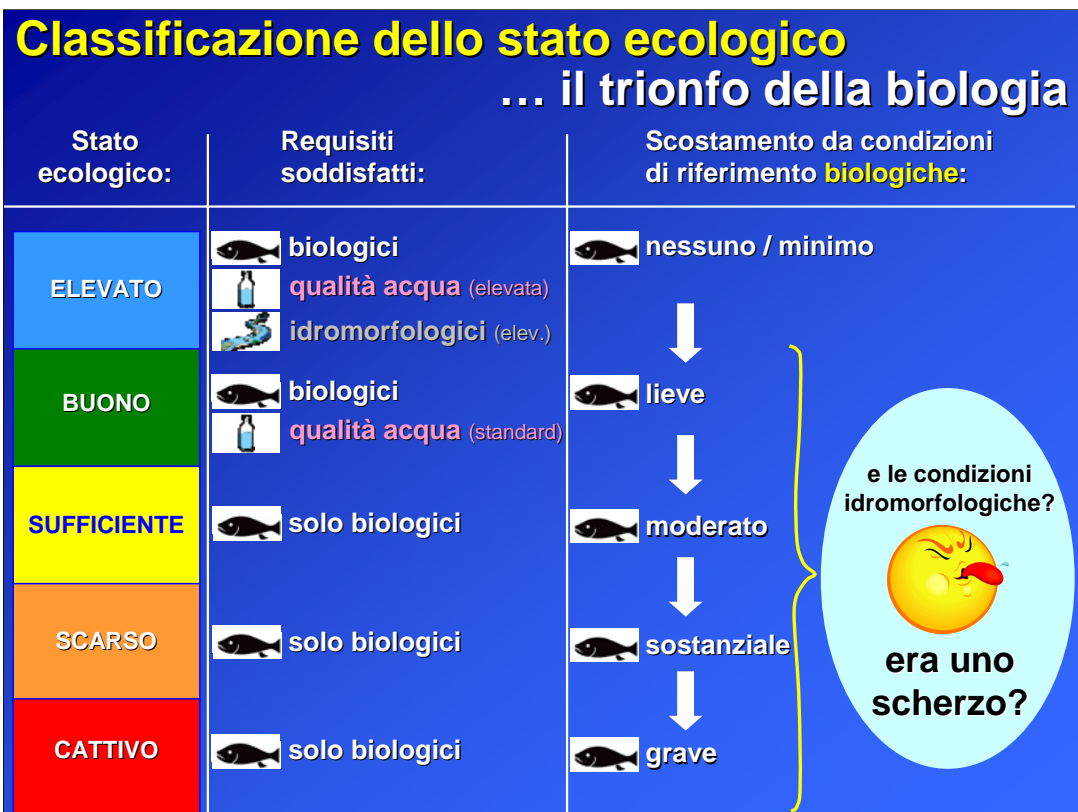 Classificazione dello stato ecologico
… il trionfo della biologia
Stato
ecologico:
Requisiti
soddisfatti:
Scostamento da condizioni
di riferimento biologiche:
ELEVATO
biologici
qualità acqua (elevata)
idromorfologici (elev.)
nessuno / minimo
BUONO
biologici
qualità acqua (standard)
lieve
SUFFICIENTE
solo biologici
moderato
SCARSO
solo biologici
sostanziale
CATTIVO
solo biologici
grave
e le condizioni
idromorfologiche?
era uno
scherzo?